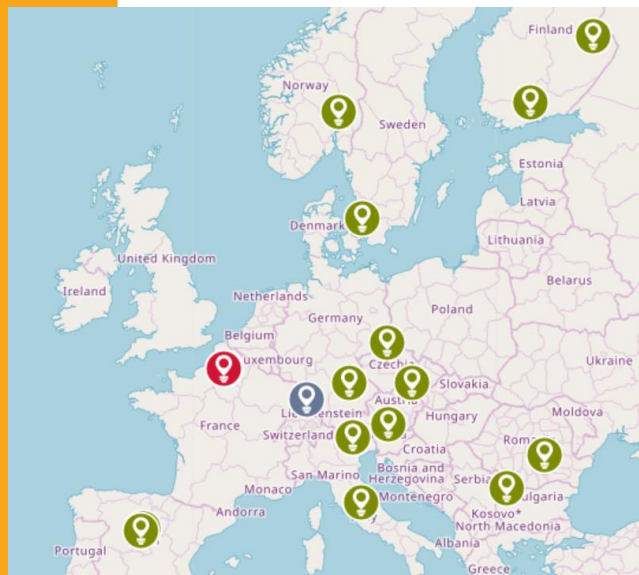 Finland
Norway
Sweden
Estonia
Latvia
Denmark
Lithuania
United Kingdom
Ireland
Belarus
Netherlands
Poland
Germany
Belgium
Ukraine
uxembourg
Czechia
Slovakia
Austria
Moldova
France
Liechtenstein
Hungary
Switzerland
Croatia
Bosnia and
Herzegovina
San Marino
Monaco
Montenegro
Bulgaria
Kosovo*
Andorra
North Macedonia
Portugal
Albania
Greece